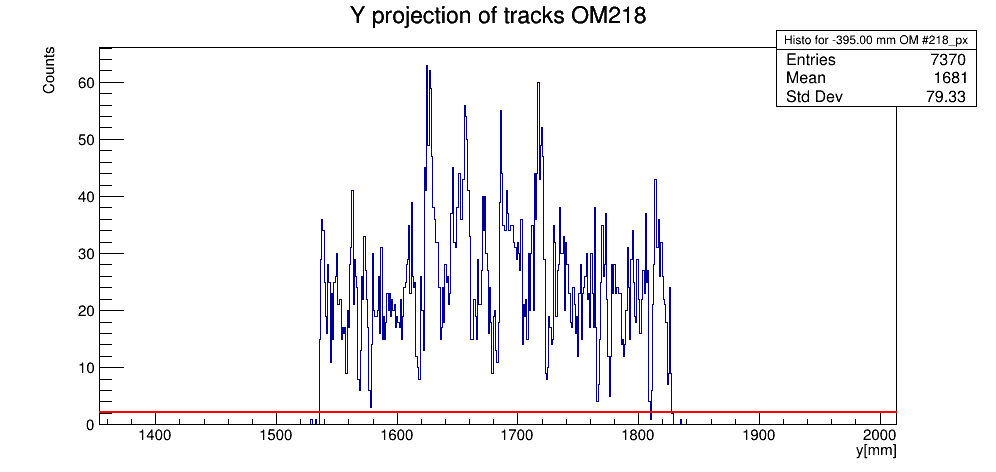 Y projection of tracks OM218
Histo for -395.00 mm OM #218_px
Entries 7370
Mean 1681
Std Dev 79.33
Counts
60
50
40
30
20
10
0
1400 1500 1600 1700 1800 1900 2000
y[mm]